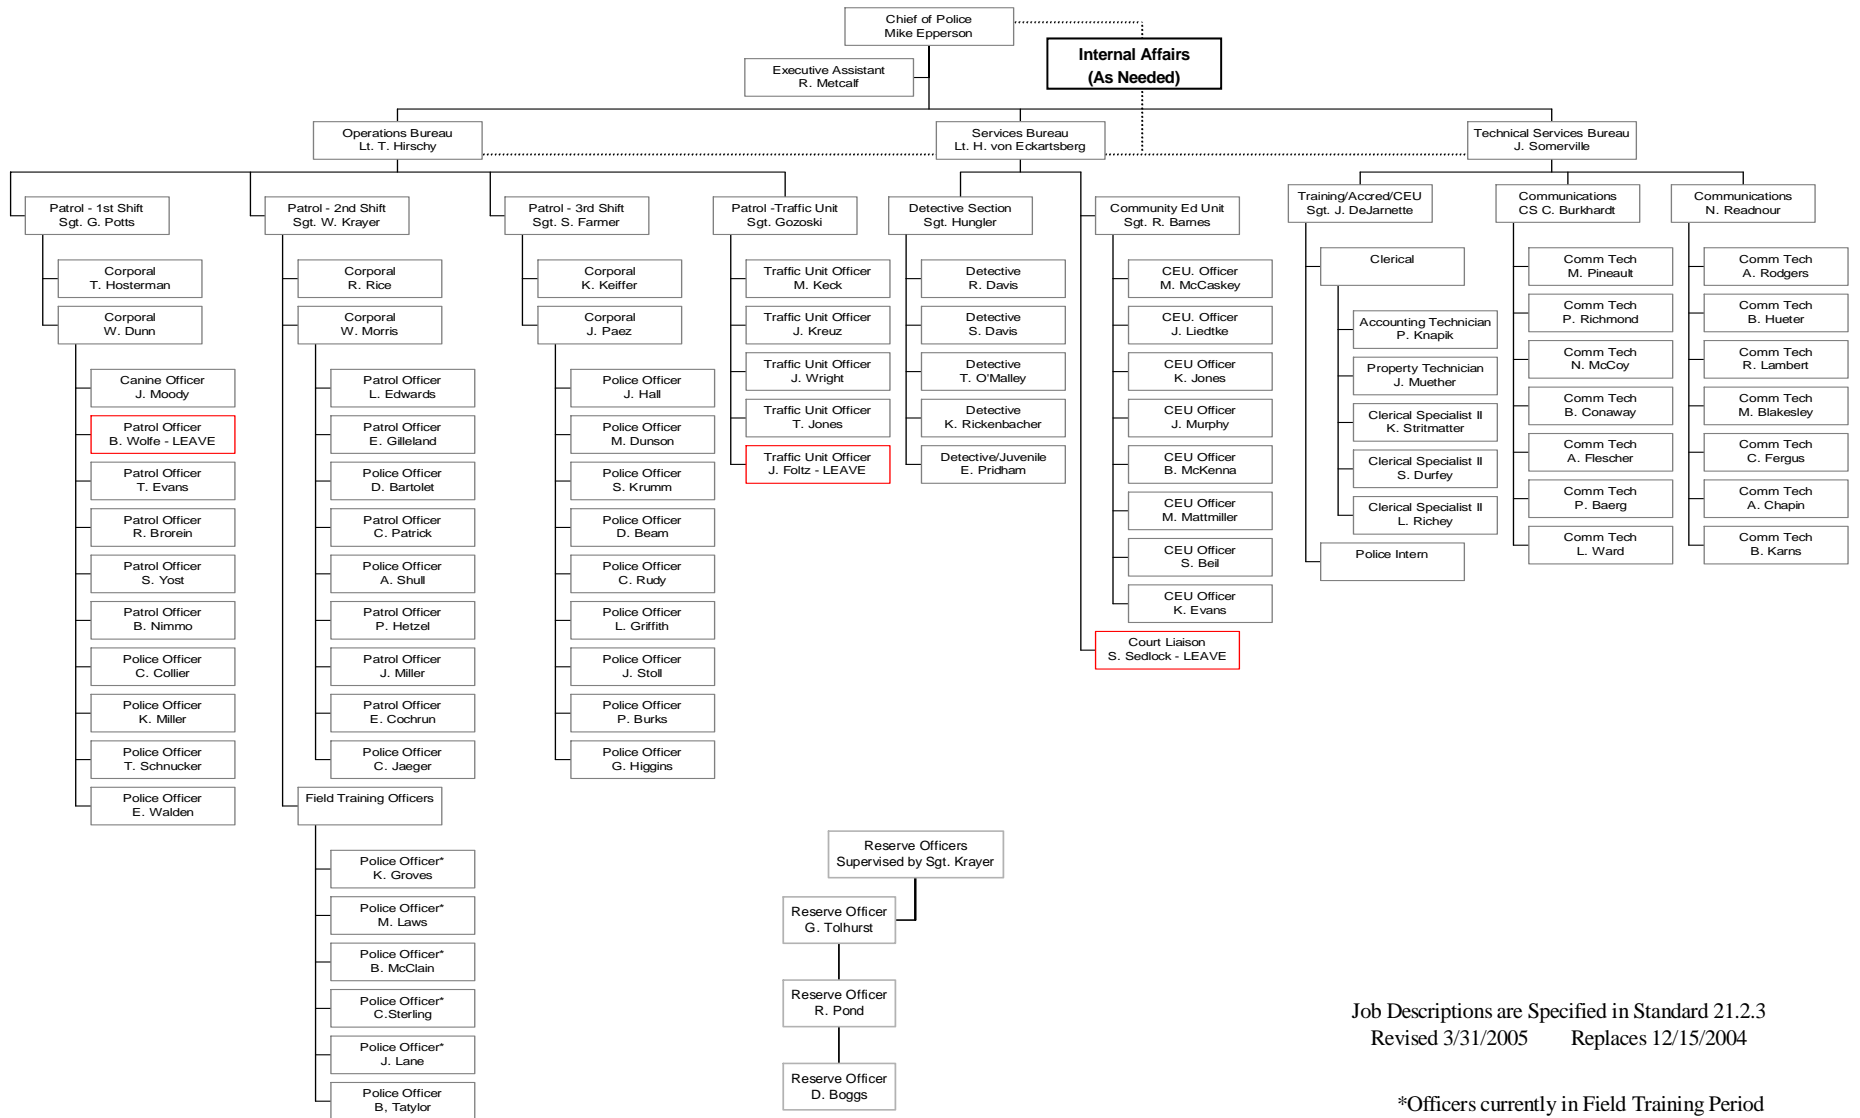 Chief of Police
Mike Epperson
Internal Affairs
(As Needed)
Executive Assistant
R. Metcalf
Operations Bureau
Lt. T. Hirschy
Services Bureau
Lt. H. von Eckartsberg
Technical Services Bureau
J. Somerville
Patrol - 1st Shift
Sgt. G. Potts
Corporal
T. Hosterman
Corporal
W. Dunn
Canine Officer
J. Moody
Patrol Officer
B. Wolfe - LEAVE
Patrol Officer
T. Evans
Patrol Officer
R. Brorein
Patrol Officer
S. Yost
Patrol Officer
B. Nimmo
Police Officer
C. Collier
Police Officer
K. Miller
Police Officer
T. Schnucker
Police Officer
E. Walden
Patrol - 2nd Shift
Sgt. W. Krayer
Corporal
R. Rice
Corporal
W. Morris
Patrol Officer
L. Edwards
Patrol Officer
E. Gilleland
Police Officer
D. Bartolet
Patrol Officer
C. Patrick
Police Officer
A. Shull
Patrol Officer
P. Hetzel
Patrol Officer
J. Miller
Patrol Officer
E. Cochrun
Police Officer
C. Jaeger
Field Training Officers
Police Officer*
K. Groves
Police Officer*
M. Laws
Police Officer*
B. McClain
Police Officer*
C.Sterling
Police Officer*
J. Lane
Police Officer
B, Tatylor
Patrol - 3rd Shift
Sgt. S. Farmer
Corporal
K. Keiffer
Corporal
J. Paez
Police Officer
J. Hall
Police Officer
M. Dunson
Police Officer
S. Krumm
Police Officer
D. Beam
Police Officer
C. Rudy
Police Officer
L. Griffith
Police Officer
J. Stoll
Police Officer
P. Burks
Police Officer
G. Higgins
Patrol -Traffic Unit
Sgt. Gozoski
Traffic Unit Officer
M. Keck
Traffic Unit Officer
J. Kreuz
Traffic Unit Officer
J. Wright
Traffic Unit Officer
T. Jones
Traffic Unit Officer
J. Foltz - LEAVE
Detective Section
Sgt. Hungler
Detective
R. Davis
Detective
S. Davis
Detective
T. O'Malley
Detective
K. Rickenbacher
Detective/Juvenile
E. Pridham
Community Ed Unit
Sgt. R. Barnes
CEU. Officer
M. McCaskey
CEU. Officer
J. Liedtke
CEU Officer
K. Jones
CEU Officer
J. Murphy
CEU Officer
B. McKenna
CEU Officer
M. Mattmiller
CEU Officer
S. Beil
CEU Officer
K. Evans
Court Liaison
S. Sedlock - LEAVE
Training/Accred/CEU
Sgt. J. DeJarnette
Clerical
Accounting Technician
P. Knapik
Property Technician
J. Muether
Clerical Specialist II
K. Stritmatter
Clerical Specialist II
S. Durfey
Clerical Specialist II
L. Richey
Police Intern
Communications
CS C. Burkhardt
Comm Tech
M. Pineault
Comm Tech
P. Richmond
Comm Tech
N. McCoy
Comm Tech
B. Conaway
Comm Tech
A. Flescher
Comm Tech
P. Baerg
Comm Tech
L. Ward
Communications
N. Readnour
Comm Tech
A. Rodgers
Comm Tech
B. Hueter
Comm Tech
R. Lambert
Comm Tech
M. Blakesley
Comm Tech
C. Fergus
Comm Tech
A. Chapin
Comm Tech
B. Karns
Reserve Officers
Supervised by Sgt. Krayer
Reserve Officer
G. Tolhurst
Reserve Officer
R. Pond
Reserve Officer
D. Boggs
Job Descriptions are Specified in Standard 21.2.3
Revised 3/31/2005 Replaces 12/15/2004
*Officers currently in Field Training Period